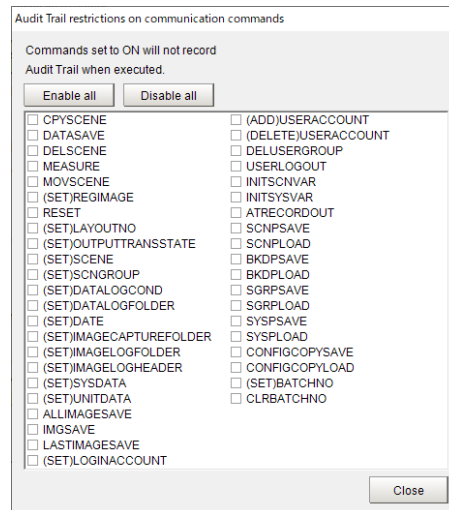 Audit Trail restrictions on communication commands
Commands set to ON will not record
Audit Trail when executed.
Enable all
Disable all
CPYSCENE
DATASAVE
DELSCENE
MEASURE
MOVSCENE
(SET)REGIMAGE
RESET
(SET)LAYOUTNO
(SET)OUTPUTTRANSSTATE
(SET)SCENE
(SET)SCNGROUP
(SET)DATALOGCOND
(SET)DATALOGFOLDER
(SET)DATE
(SET)IMAGECAPTUREFOLDER
(SET)IMAGELOGFOLDER
(SET)IMAGELOGHEADER
(SET)SYSDATA
(SET)UNITDATA
ALLIMAGESAVE
IMGSAVE
LASTIMAGESAVE
(SET)LOGINACCOUNT
(ADD)USERACCOUNT
(DELETE)USERACCOUNT
DELUSERGROUP
USERLOGOUT
INITSCNVAR
INITSYSVAR
ATRECORDOUT
SCNPSAVE
SCNPLOAD
BKDPSAVE
BKDPLOAD
SGRPSAVE
SGRPLOAD
SYSPSAVE
SYSPLOAD
CONFIGCOPYSAVE
CONFIGCOPYLOAD
(SET)BATCHNO
CLRBATCHNO
Close